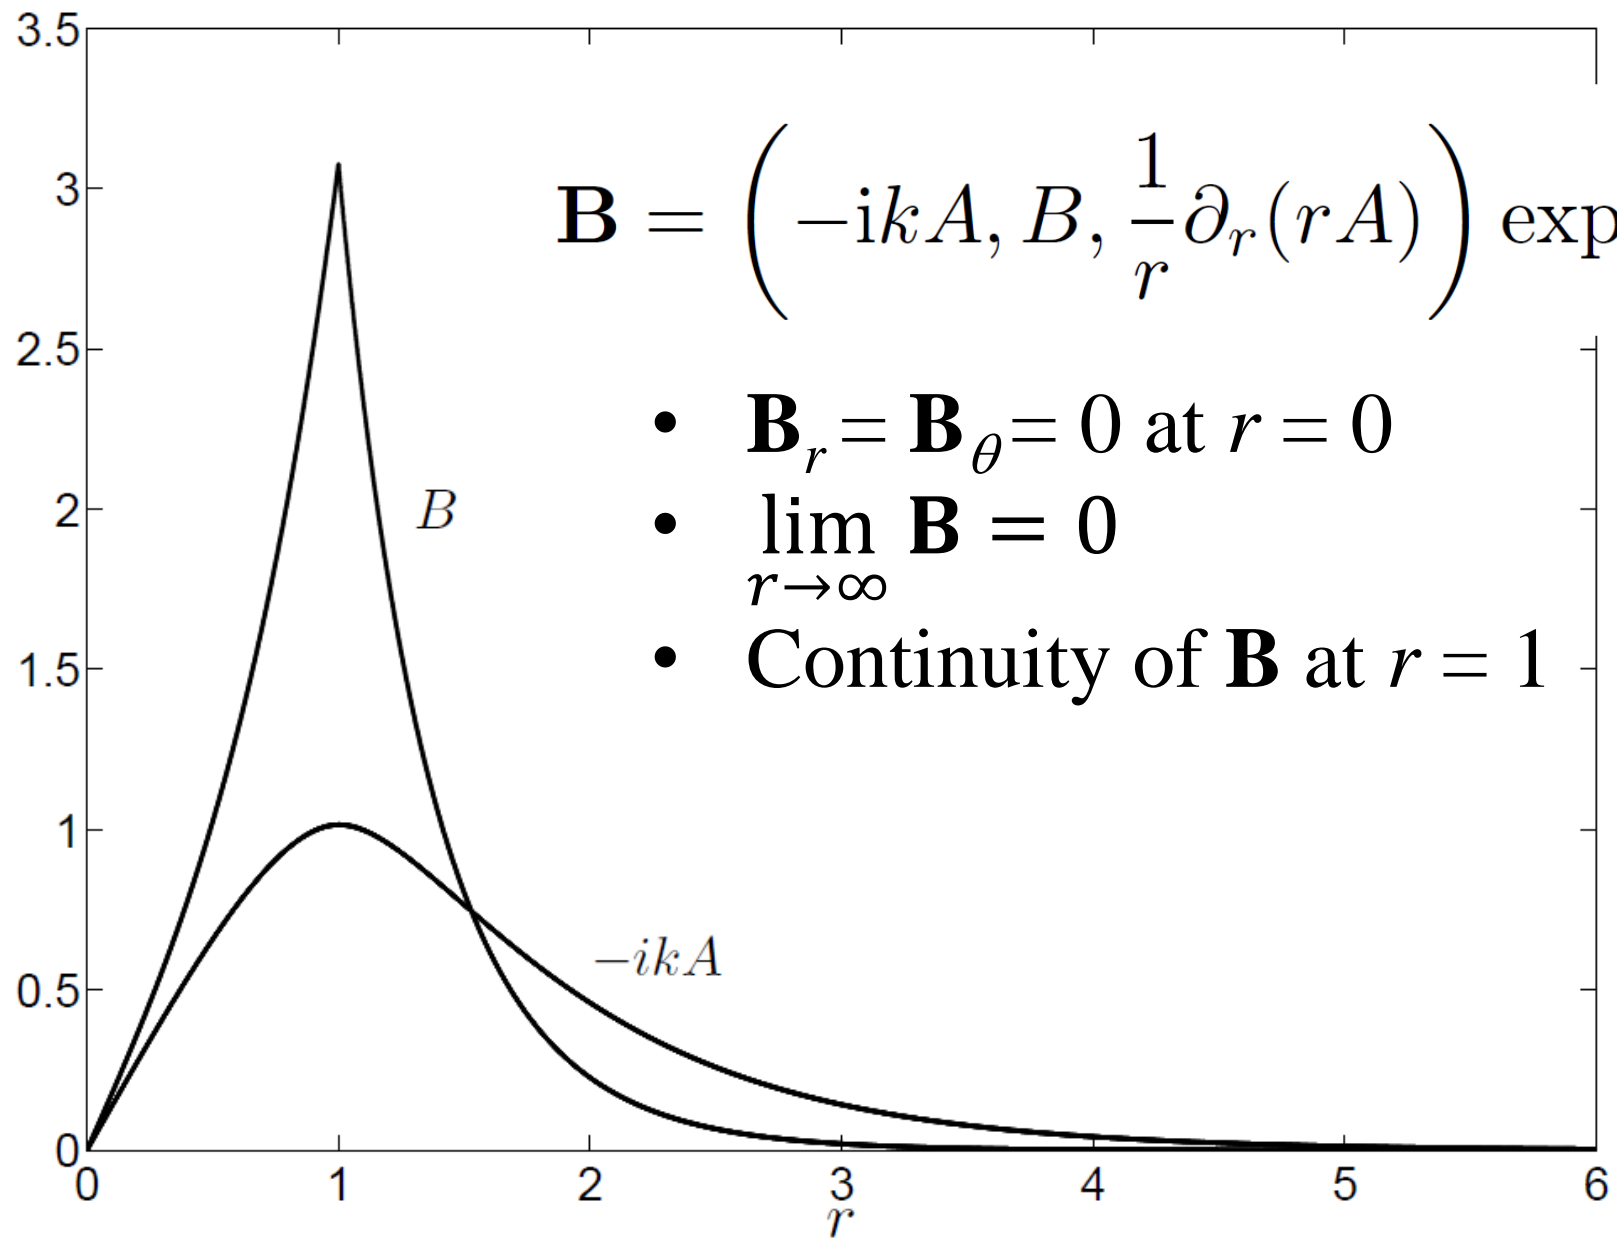 3.5
3
2.5
2
1.5
1
0.5
0
𝐁 = (−ikA, B, 1/r ∂ᵣ(rA)) exp
B
• 𝐁ᵣ = 𝐁_θ = 0 at r = 0
• lim 𝐁 = 0
r→∞
• Continuity of 𝐁 at r = 1
−ikA
0 1 2 3 4 5 6
r